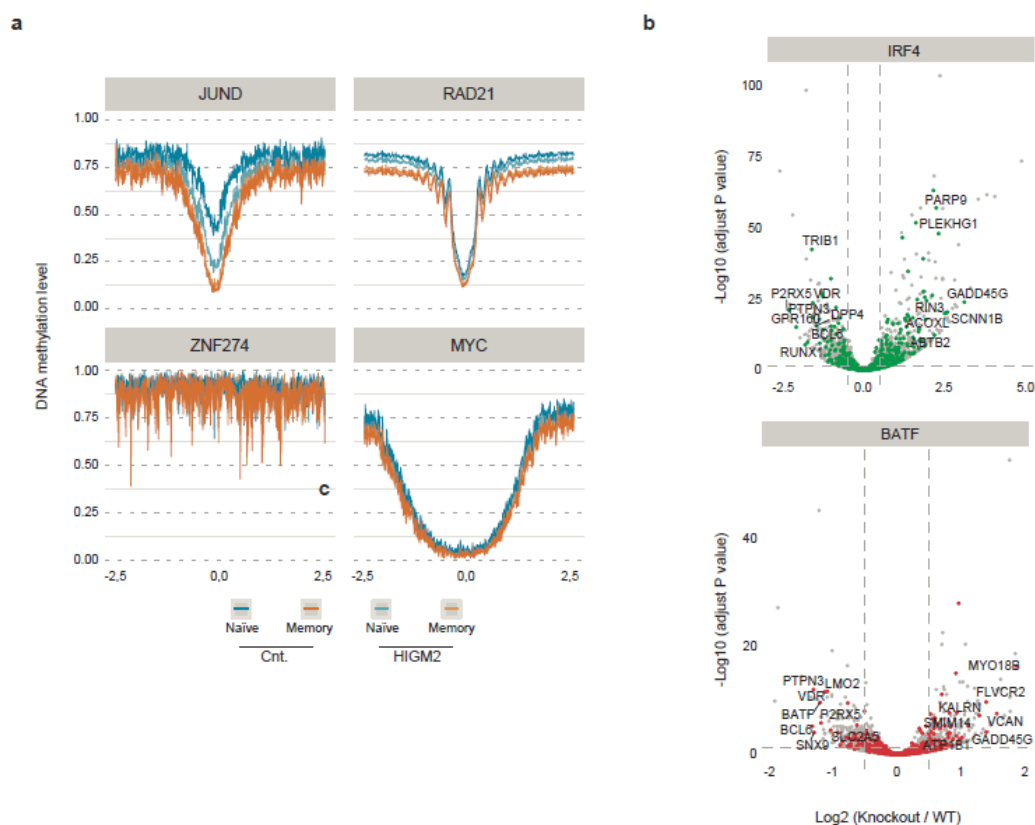 a
JUND
RAD21
DNA methylation level
1.00
0.75
0.50
0.25
0.00
ZNF274
MYC
1.00
0.75
0.50
0.25
0.00
c
-2,5
0,0
2,5
-2,5
0,0
2,5
Naïve
Memory
Naïve
Memory
Cnt.
HIGM2
b
IRF4
-Log10 (adjust P value)
100
75
50
25
0
PARP9
PLEKHG1
TRIB1
P2RX5
VDR
PTPN3
DPP4
GPR160
BCL6
RUNX1
GADD45G
RIN3
SCNN1B
ACOXL
ABTB2
-2.5
0.0
2.5
5.0
BATF
-Log10 (adjust P value)
40
20
0
MYO18B
PTPN3
LMO2
VDR
FLVCR2
KALRN
BATF
P2RX5
VCAN
BCL6
SMIM14
SLC2A5
SNX9
ATP1B1
GADD45G
-2
-1
0
1
2
Log2 (Knockout / WT)